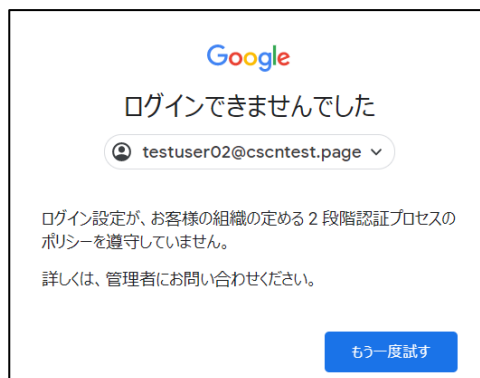 Google
ログインできませんでした
testuser02@cscntest.page
ログイン設定が、お客様の組織の定める 2 段階認証プロセスの
ポリシーを遵守していません。
詳しくは、管理者にお問い合わせください。
もう一度試す